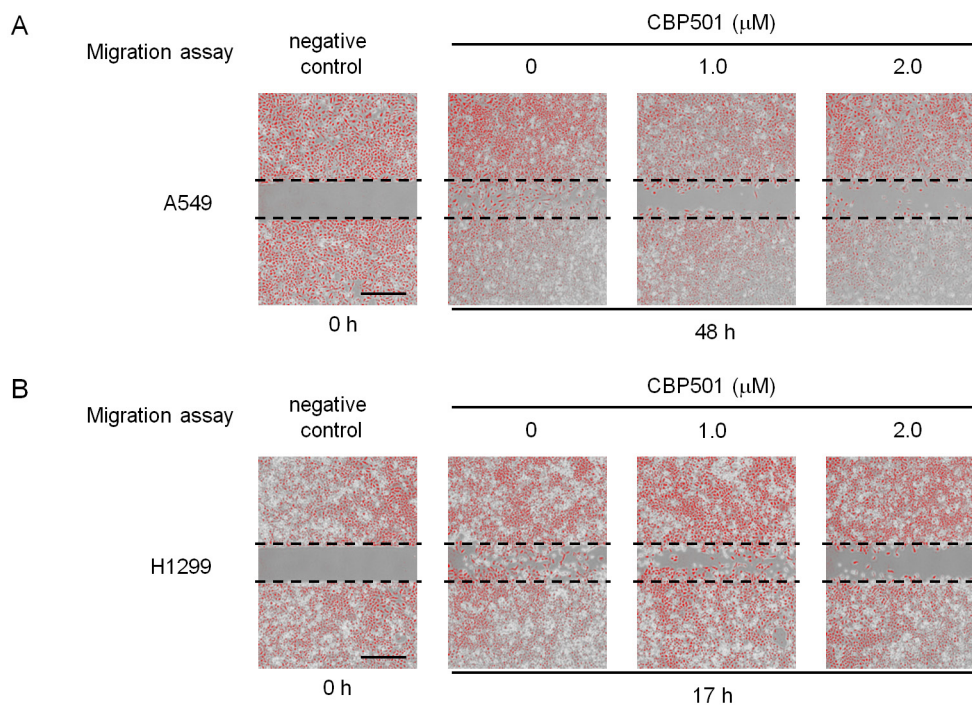 A
Migration assay
negative
control
CBP501 (μM)
0
1.0
2.0
A549
0 h
48 h
B
Migration assay
negative
control
CBP501 (μM)
0
1.0
2.0
H1299
0 h
17 h